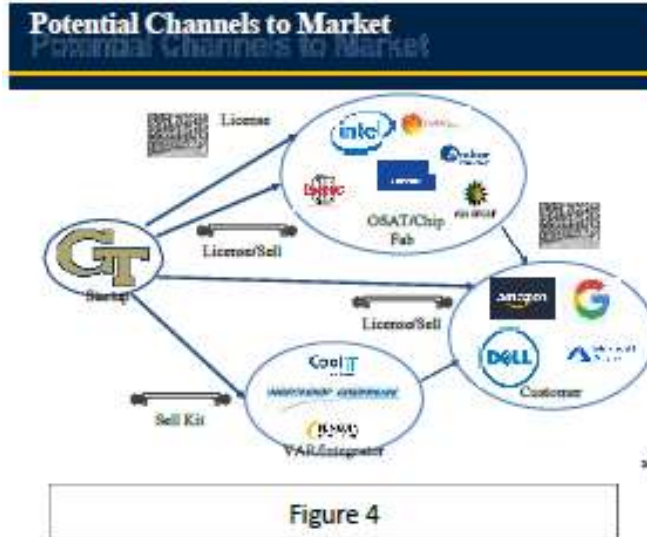 Potential Channels to Market
License
intel
OSAT/Chip
Fab
License/Sell
GT
Startup
amazon
G
License/Sell
DELL
Microsoft
Customer
CoolIT
Sell Kit
VAR/Integrator
Figure 4